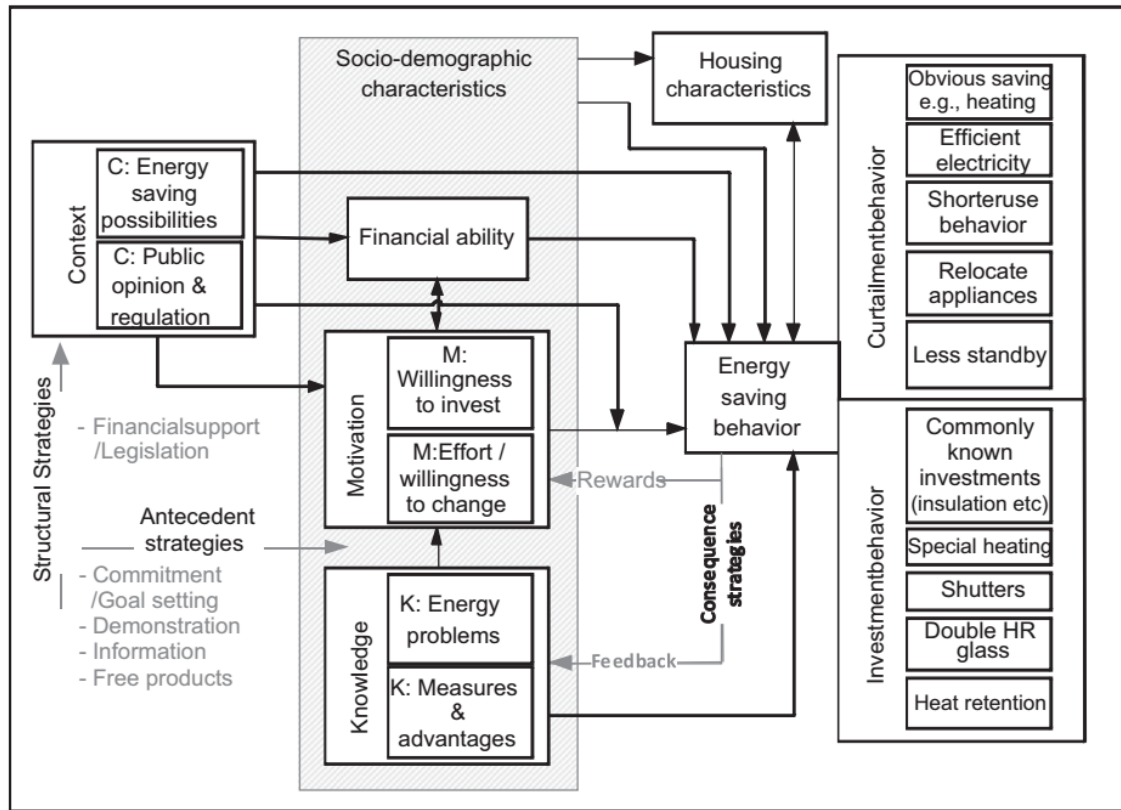 Socio-demographic
characteristics
Housing
characteristics
Obvious saving
e.g., heating
Efficient
electricity
Shorteruse
behavior
Relocate
appliances
Less standby
Curtailmentbehavior
Context
C: Energy
saving
possibilities
C: Public
opinion &
regulation
Financial ability
Motivation
M:
Willingness
to invest
M:Effort /
willingness
to change
Energy
saving
behavior
Structural Strategies
- Financialsupport
/Legislation
Antecedent
strategies
- Commitment
/Goal setting
- Demonstration
- Information
- Free products
Rewards
Consequence
strategies
Feedback
Knowledge
K: Energy
problems
K: Measures
&
advantages
Investmentbehavior
Commonly
known
investments
(insulation etc)
Special heating
Shutters
Double HR
glass
Heat retention